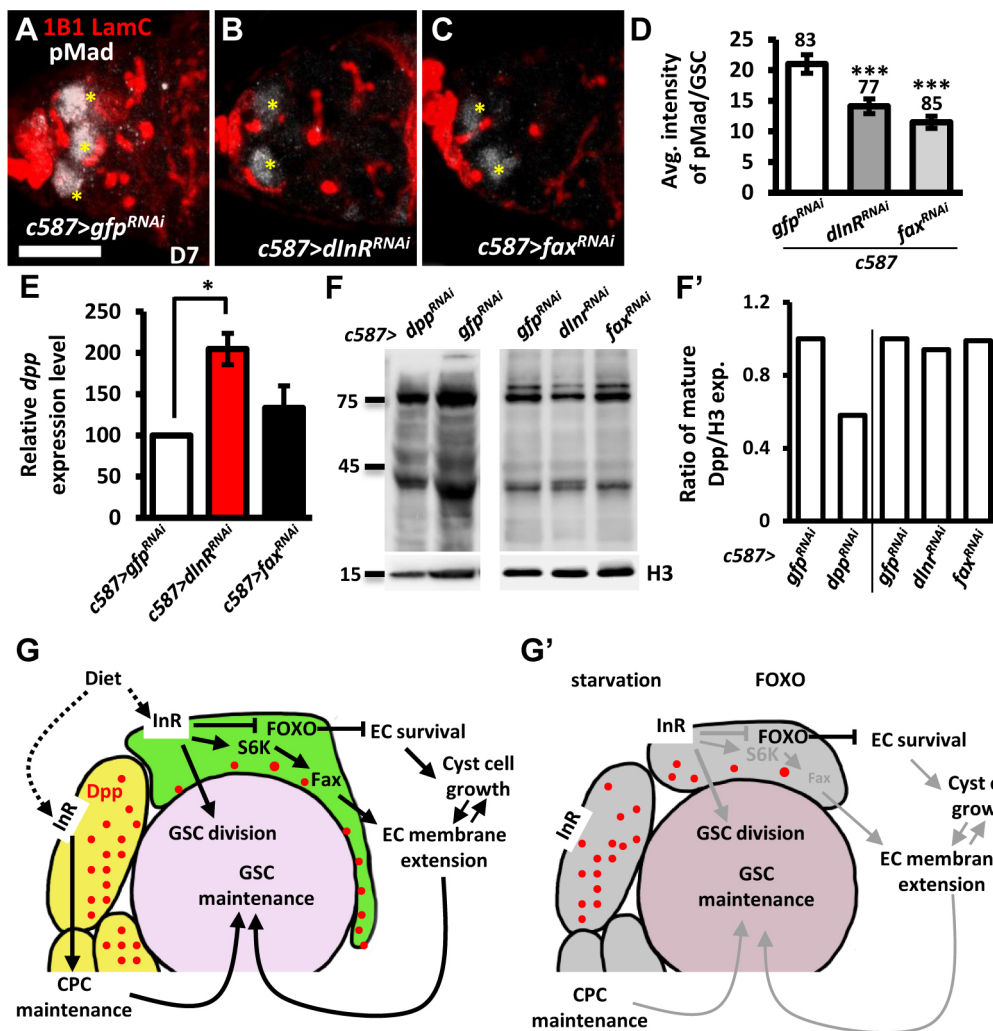 A
1B1 LamC
pMad
*
*
*
c587>gfpRNAi
D7
B
*
*
c587>dInRRNAi
C
*
*
c587>faxRNAi
D
Avg. intensity
of pMad/GSC
25
20
15
10
5
0
83
***
77
***
85
gfpRNAi
dInRRNAi
faxRNAi
c587
E
Relative dpp
expression level
250
200
150
100
50
0
*
c587>gfpRNAi
c587>dInRRNAi
c587>faxRNAi
F
c587>
dppRNAi
gfpRNAi
gfpRNAi
dInrRNAi
faxRNAi
75
45
15
H3
F'
Ratio of mature
Dpp/H3 exp.
1.2
0.8
0.4
0
c587>
gfpRNAi
dppRNAi
gfpRNAi
dInrRNAi
faxRNAi
G
Diet
InR
FOXO
EC survival
S6K
Fax
Cyst cell
growth
Dpp
InR
GSC division
EC membrane
extension
GSC
maintenance
CPC
maintenance
G'
starvation
FOXO
InR
FOXO
EC survival
S6K
Fax
Cyst c
grow
InR
GSC division
EC membran
extension
GSC
maintenance
CPC
maintenance